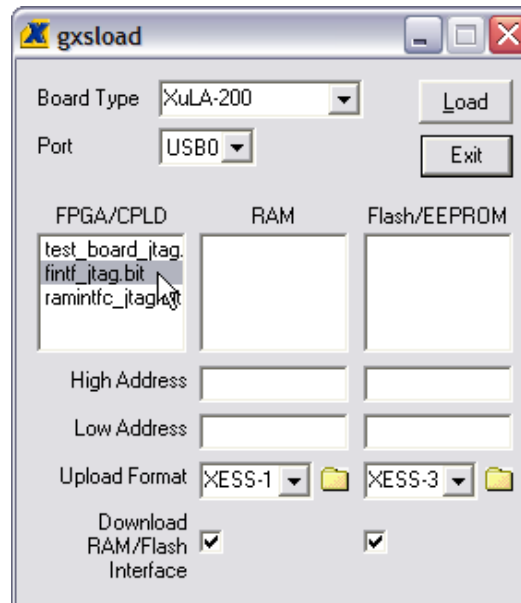 gxsload
Board Type XuLA-200 Load
Port USB0 Exit
FPGA/CPLD RAM Flash/EEPROM
test_board_jtag.
fintf_jtag.bit
ramintfc_jtag
High Address
Low Address
Upload Format XESS-1 XESS-3
Download
RAM/Flash
Interface